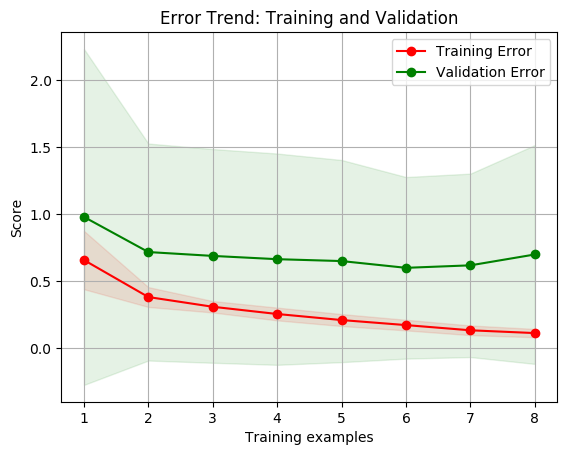 Error Trend: Training and Validation
Training Error
Validation Error
Score
2.0
1.5
1.0
0.5
0.0
1 2 3 4 5 6 7 8
Training examples